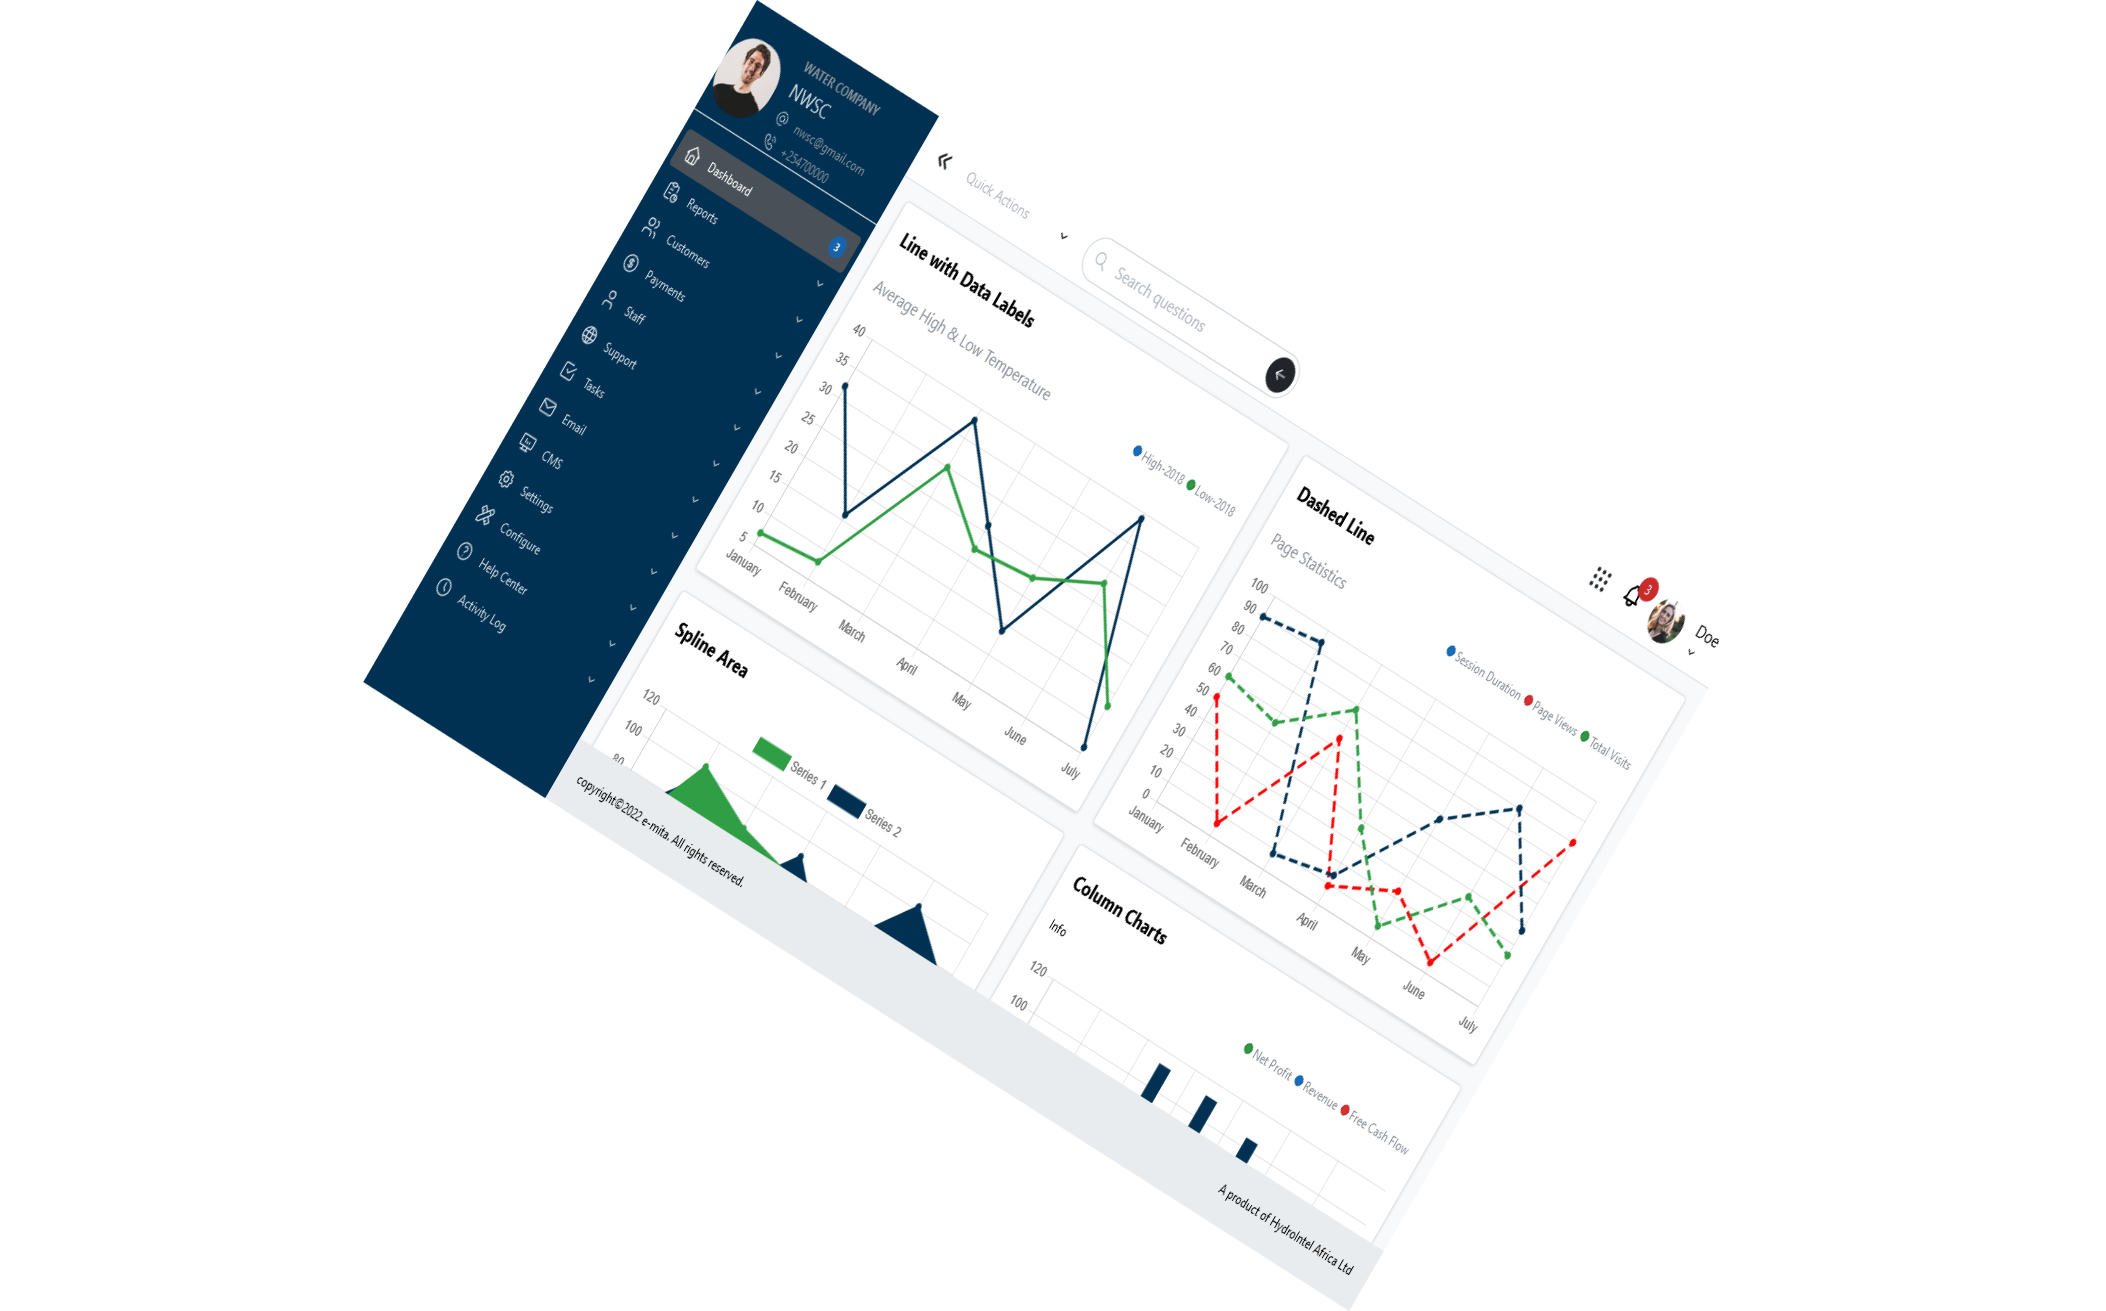 WATER COMPANY
NWSC
nwsc@gmail.com
+254700000
Dashboard
3
Reports
Customers
Payments
Staff
Support
Tasks
Email
CMS
Settings
Configure
Help Center
Activity Log
Quick Actions
Search questions
3
Doe
Line with Data Labels
Average High & Low Temperature
High-2018
Low-2018
40
35
30
25
20
15
10
5
January
February
March
April
May
June
July
Dashed Line
Page Statistics
Session Duration
Page Views
Total Visits
100
90
80
70
60
50
40
30
20
10
0
January
February
March
April
May
June
July
Spline Area
Series 1
Series 2
120
100
80
Column Charts
Info
Net Profit
Revenue
Free Cash Flow
120
100
copyright©2022 e-mita. All rights reserved.
A product of HydroIntel Africa Ltd